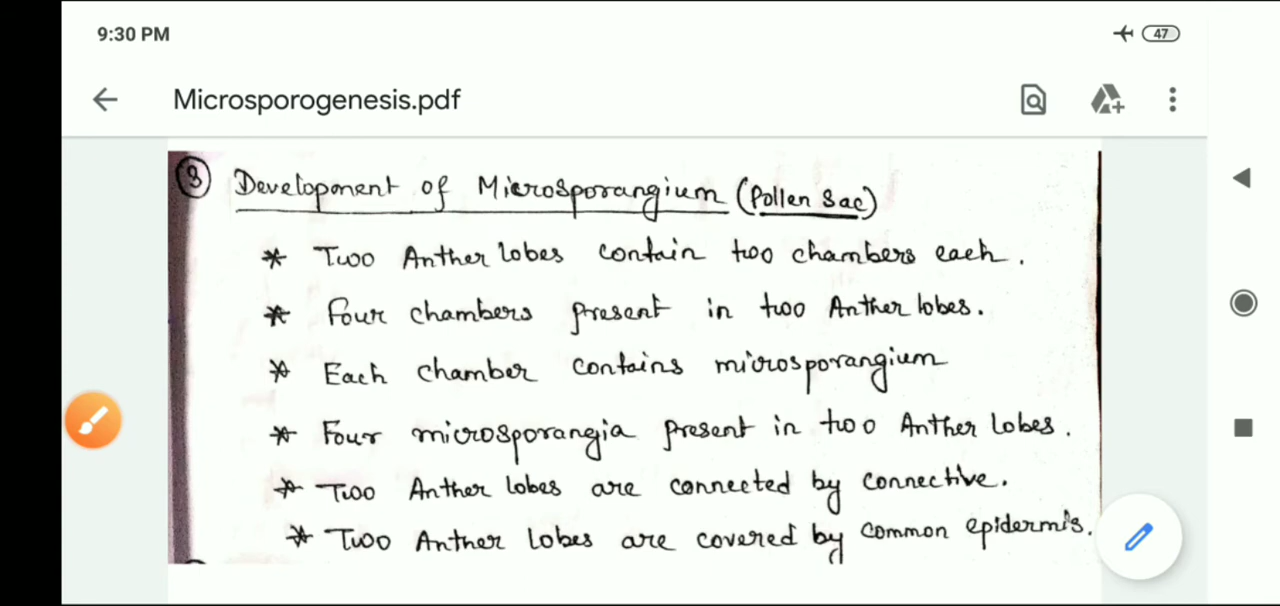 9:30 PM
47
Microsporogenesis.pdf
3 Development of Microsporangium (Pollen Sac)
* Two Anther lobes contain two chambers each.
* Four chambers present in two Anther lobes.
* Each chamber contains microsporangium
* Four microsporangia present in two Anther lobes.
* Two Anther lobes are connected by connective.
* Two Anther lobes are covered by common epidermis.